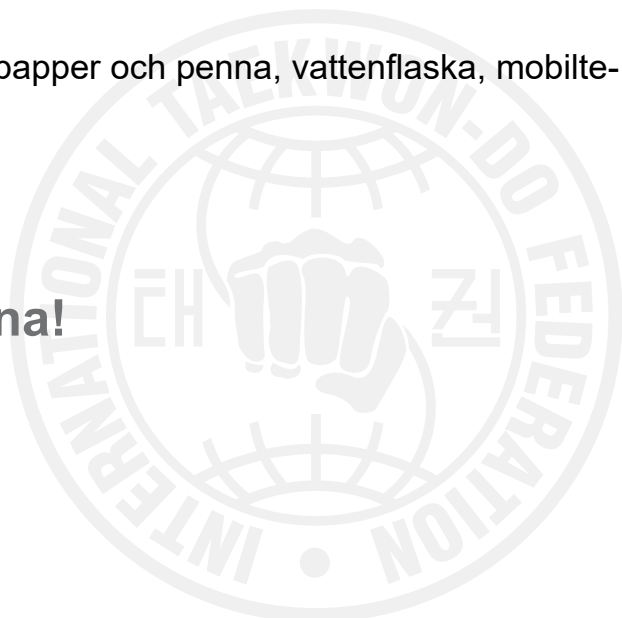 papper och penna, vattenflaska, mobilte-
na!
INTERNATIONAL TAEKWON-DO FEDERATION
태 권